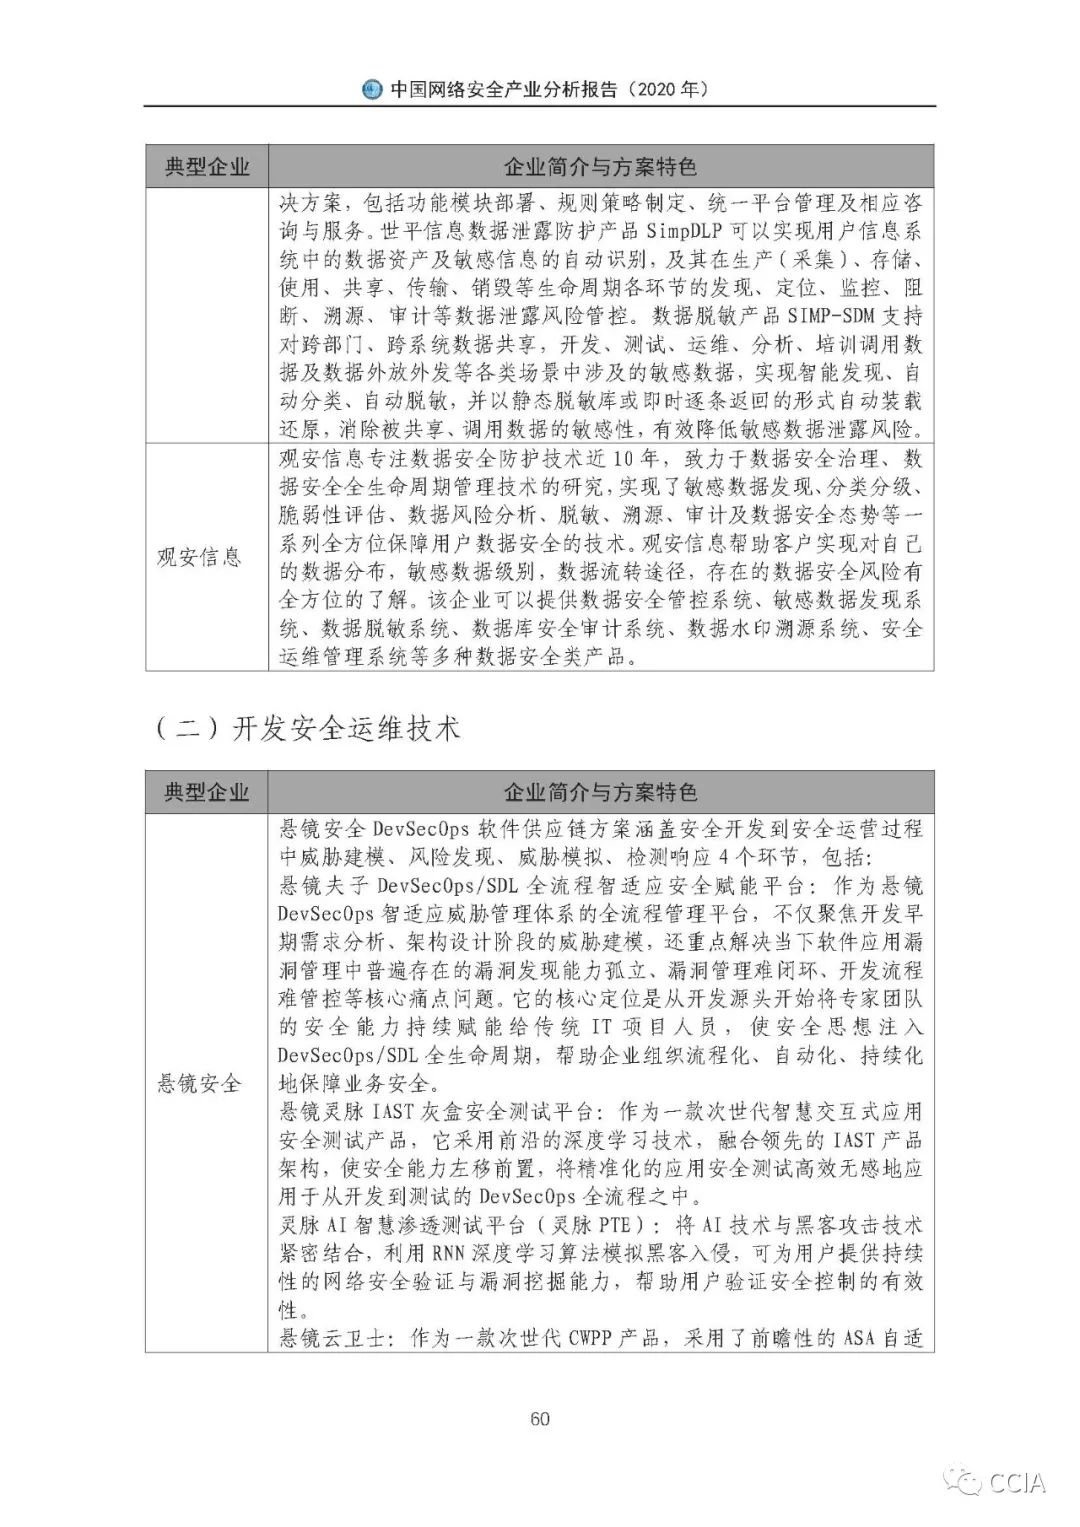 中国网络安全产业分析报告（2020 年）
典型企业
企业简介与方案特色
决方案，包括功能模块部署、规则策略制定、统一平台管理及相应咨
询与服务。世平信息数据泄露防护产品 SimpDLP 可以实现用户信息系
统中的数据资产及敏感信息的自动识别，及其在生产（采集）、存储、
使用、共享、传输、销毁等生命周期各环节的发现、定位、监控、阻
断、溯源、审计等数据泄露风险管控。数据脱敏产品 SIMP-SDM 支持
对跨部门、跨系统数据共享，开发、测试、运维、分析、培训调用数
据及数据外放外发等各类场景中涉及的敏感数据，实现智能发现、自
动分类、自动脱敏，并以静态脱敏库或即时逐条返回的形式自动装载
还原，消除被共享、调用数据的敏感性，有效降低敏感数据泄露风险。
观安信息
观安信息专注数据安全防护技术近 10 年，致力于数据安全治理、数
据安全全生命周期管理技术的研究，实现了敏感数据发现、分类分级、
脆弱性评估、数据风险分析、脱敏、溯源、审计及数据安全态势等一
系列全方位保障用户数据安全的技术。观安信息帮助客户实现对自己
的数据分布，敏感数据级别，数据流转途径，存在的数据安全风险有
全方位的了解。该企业可以提供数据安全管控系统、敏感数据发现系
统、数据脱敏系统、数据库安全审计系统、数据水印溯源系统、安全
运维管理系统等多种数据安全类产品。
（二）开发安全运维技术
典型企业
企业简介与方案特色
悬镜安全
悬镜安全 DevSecOps 软件供应链方案涵盖安全开发到安全运营过程
中威胁建模、风险发现、威胁模拟、检测响应 4 个环节，包括：
悬镜夫子 DevSecOps/SDL 全流程智适应安全赋能平台：作为悬镜
DevSecOps 智适应威胁管理体系的全流程管理平台，不仅聚焦开发早
期需求分析、架构设计阶段的威胁建模，还重点解决当下软件应用漏
洞管理中普遍存在的漏洞发现能力孤立、漏洞管理难闭环、开发流程
难管控等核心痛点问题。它的核心定位是从开发源头开始将专家团队
的安全能力持续赋能给传统 IT 项目人员，使安全思想注入
DevSecOps/SDL 全生命周期，帮助企业组织流程化、自动化、持续化
地保障业务安全。
悬镜灵脉 IAST 灰盒安全测试平台：作为一款次世代智慧交互式应用
安全测试产品，它采用前沿的深度学习技术，融合领先的 IAST 产品
架构，使安全能力左移前置，将精准化的应用安全测试高效无感地应
用于从开发到测试的 DevSecOps 全流程之中。
灵脉 AI 智慧渗透测试平台（灵脉 PTE）：将 AI 技术与黑客攻击技术
紧密结合，利用 RNN 深度学习算法模拟黑客入侵，可为用户提供持续
性的网络安全验证与漏洞挖掘能力，帮助用户验证安全控制的有效
性。
悬镜云卫士：作为一款次世代 CWPP 产品，采用了前瞻性的 ASA 自适
60
CCIA